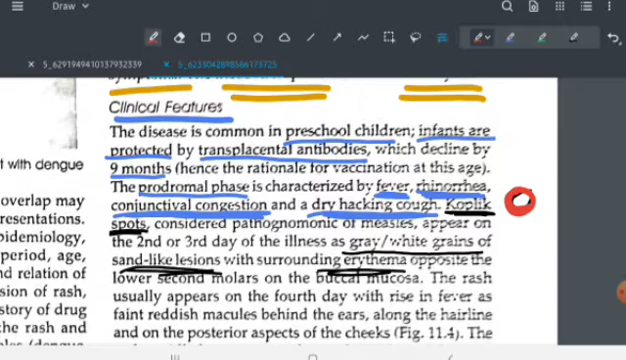 Draw
5_6291494410137932339
5_6233042898566173725
Clinical Features
The disease is common in preschool children; infants are
protected by transplacental antibodies, which decline by
9 months (hence the rationale for vaccination at this age).
The prodromal phase is characterized by fever, rhinorrhea,
conjunctival congestion and a dry hacking cough. Koplik
spots, considered pathognomonic of measles, appear on
the 2nd or 3rd day of the illness as gray/white grains of
sand-like lesions with surrounding erythema opposite the
lower second molars on the buccal mucosa. The rash
usually appears on the fourth day with rise in fever as
faint reddish macules behind the ears, along the hairline
and on the posterior aspects of the cheeks (Fig. 11.4). The
t with dengue
overlap may
resentations.
pidemiology,
period, age,
nd relation of
sion of rash,
story of drug
the rash and